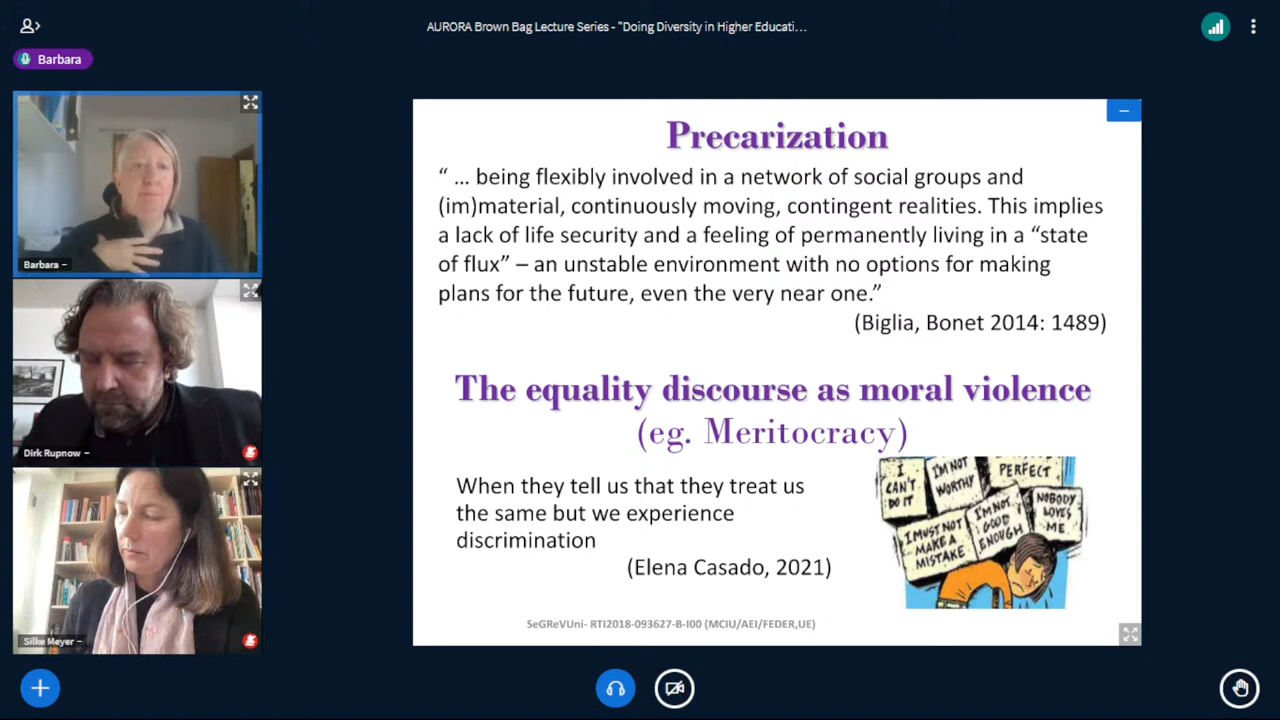 AURORA Brown Bag Lecture Series - "Doing Diversity in Higher Educati...
Barbara
Barbara –
Dirk Rupnow –
Silke Meyer –
Precarization
“ ... being flexibly involved in a network of social groups and
(im)material, continuously moving, contingent realities. This implies
a lack of life security and a feeling of permanently living in a “state
of flux” – an unstable environment with no options for making
plans for the future, even the very near one.”
(Biglia, Bonet 2014: 1489)
The equality discourse as moral violence
(eg. Meritocracy)
When they tell us that they treat us
the same but we experience
discrimination
(Elena Casado, 2021)
I
CAN'T
DO IT
I'M NOT
WORTHY
PERFECT
I MUST NOT
MAKE A
MISTAKE
I'M NOT
GOOD
ENOUGH
NOBODY
LOVES
ME
SeGReVUni- RTI2018-093627-B-I00 (MCIU/AEI/FEDER,UE)